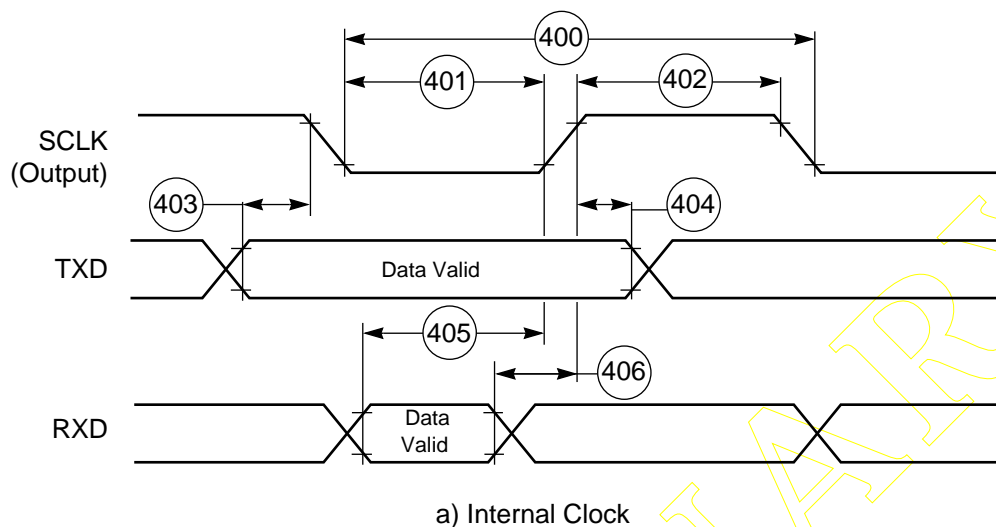 400
401
402
SCLK
(Output)
403
404
TXD
Data Valid
405
406
RXD
Data
Valid
a) Internal Clock